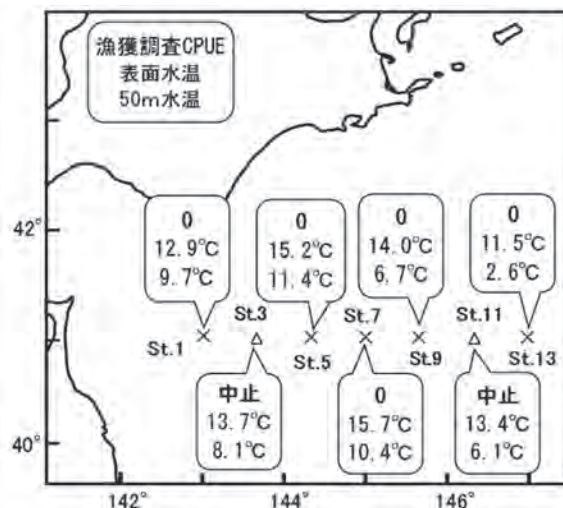 漁獲調査CPUE
表面水温
50m水温
42°
40°
142°
144°
146°
0
12.9℃
9.7℃
St.1
St.3
中止
13.7℃
8.1℃
0
15.2℃
11.4℃
St.5
St.7
0
15.7℃
10.4℃
0
14.0℃
6.7℃
St.9
St.11
中止
13.4℃
6.1℃
0
11.5℃
2.6℃
St.13